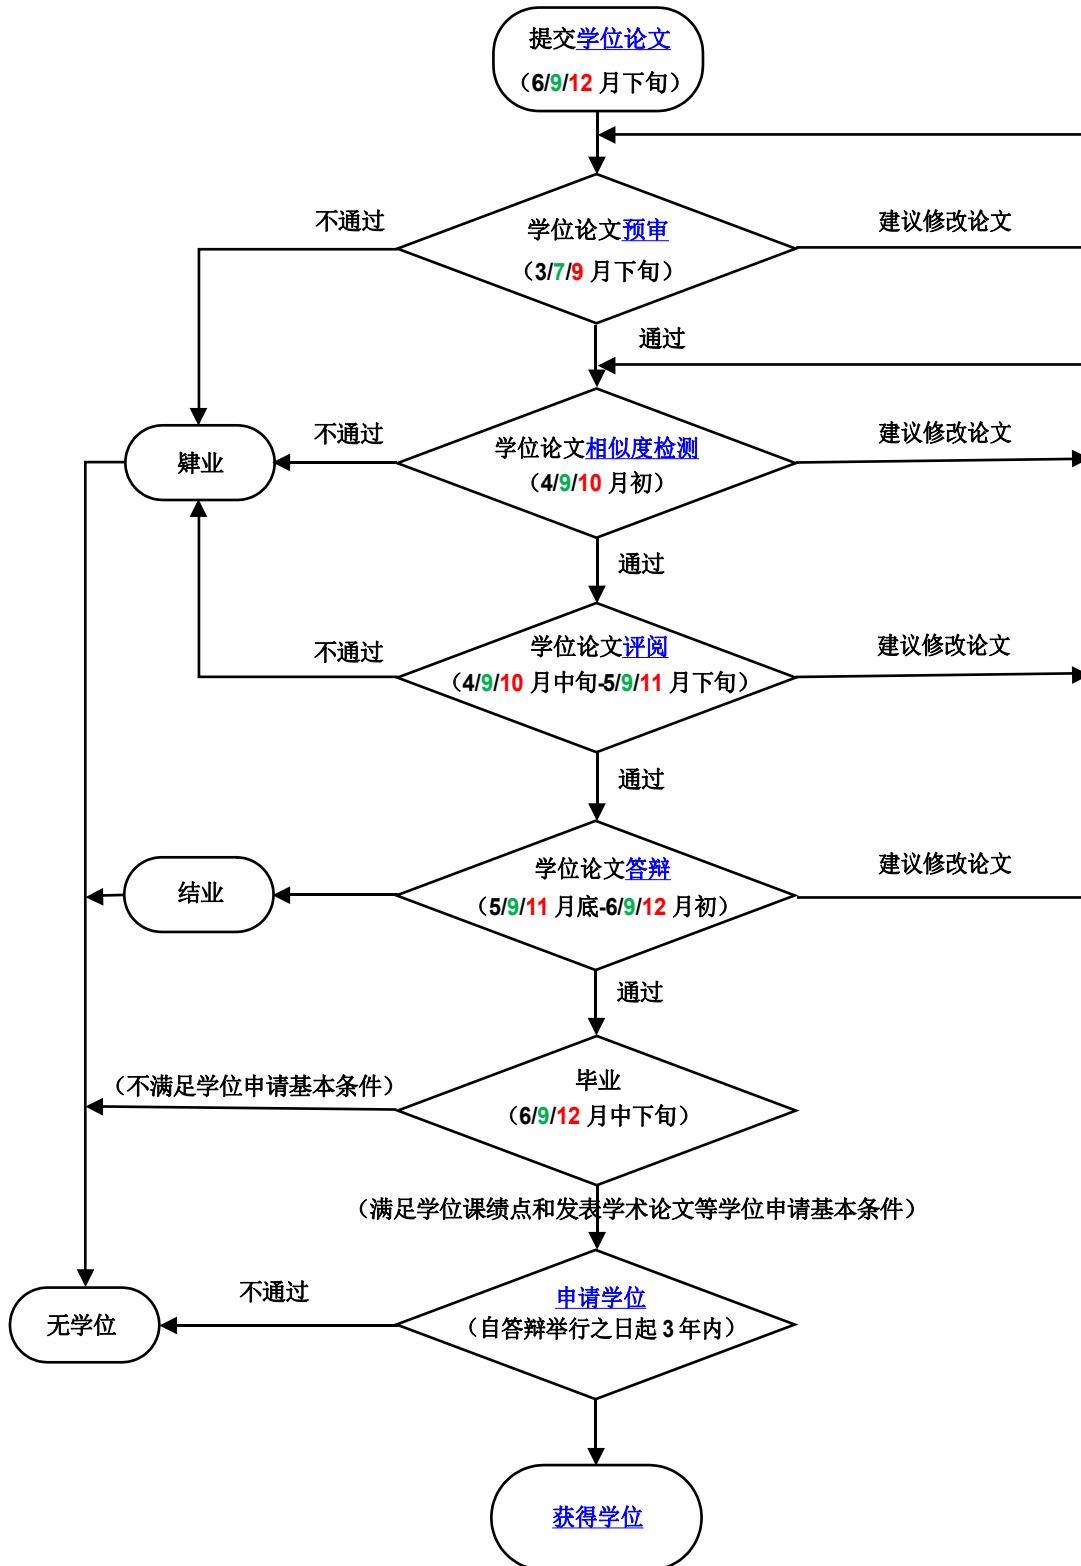 提交学位论文
（6/9/12 月下旬）
不通过
学位论文预审
（3/7/9 月下旬）
建议修改论文
通过
不通过
学位论文相似度检测
（4/9/10 月初）
建议修改论文
肄业
通过
不通过
学位论文评阅
（4/9/10 月中旬-5/9/11 月下旬）
建议修改论文
通过
结业
学位论文答辩
（5/9/11 月底-6/9/12 月初）
建议修改论文
通过
（不满足学位申请基本条件）
毕业
（6/9/12 月中下旬）
（满足学位课绩点和发表学术论文等学位申请基本条件）
不通过
无学位
申请学位
（自答辩举行之日起 3 年内）
获得学位